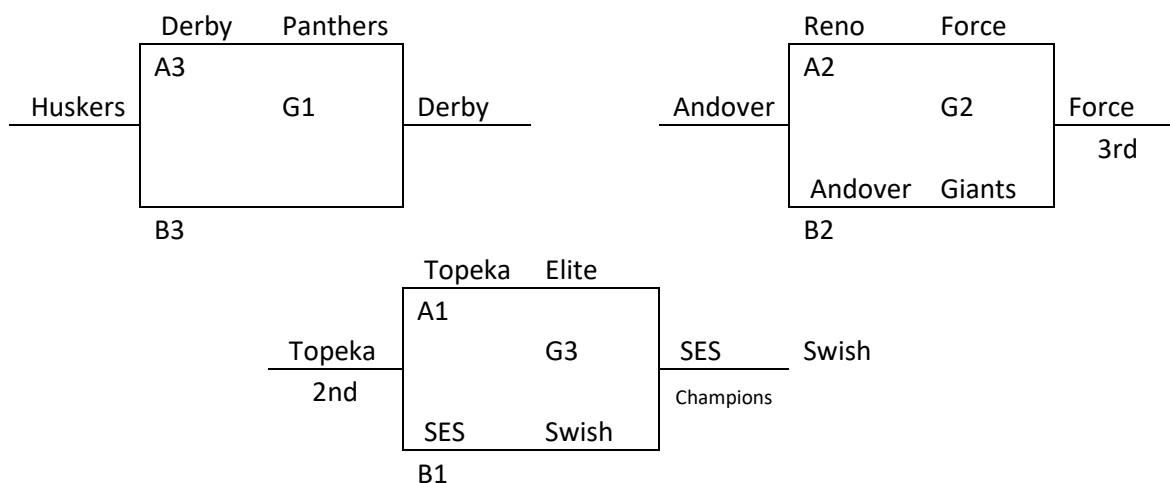 Derby Panthers
A3
Huskers G1 Derby
B3
Reno Force
A2
Andover G2 Force
3rd
Andover Giants
B2
Topeka Elite
A1
Topeka G3 SES Swish
2nd Champions
SES Swish
B1